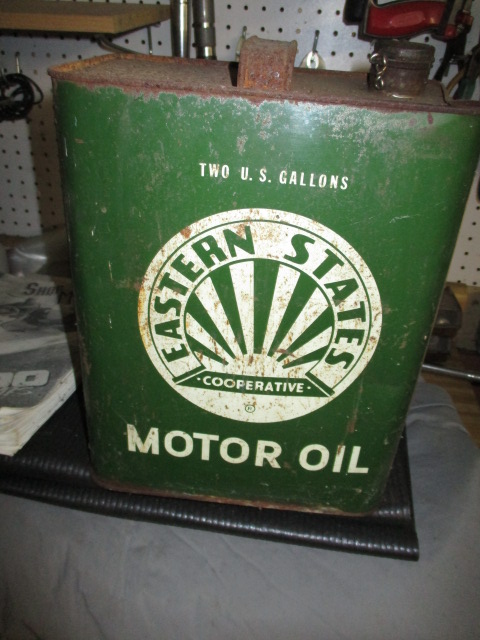 TWO U.S. GALLONS
EASTERN STATES
·COOPERATIVE·
®
MOTOR OIL